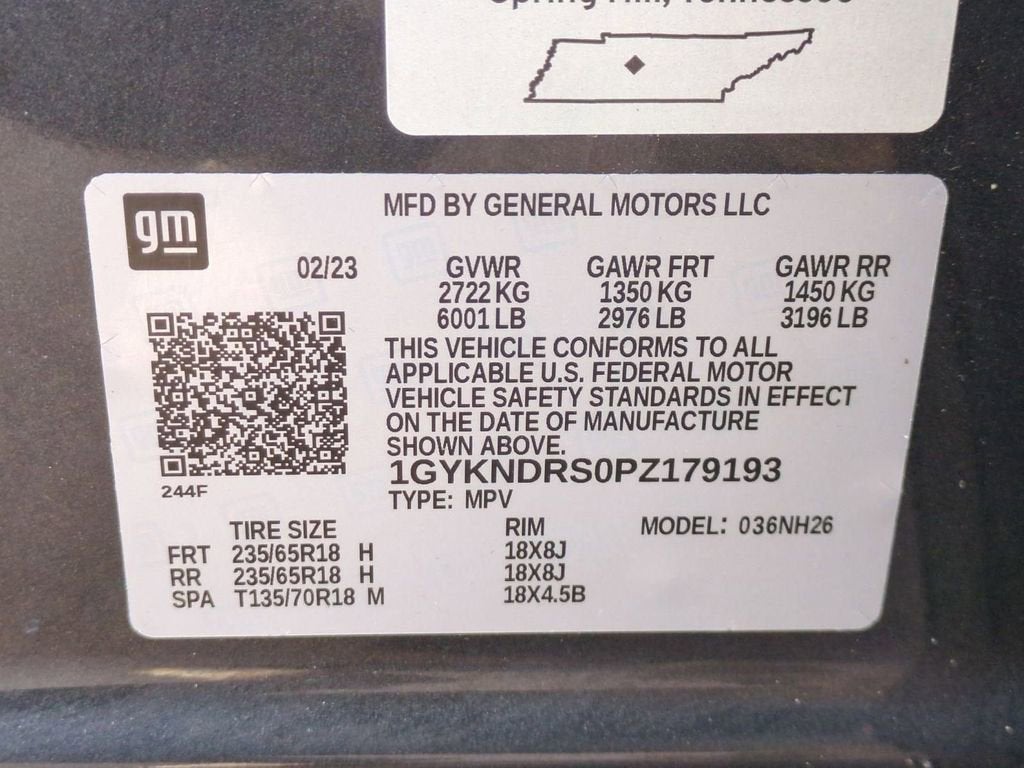 Spring Hill, Tennessee
gm
MFD BY GENERAL MOTORS LLC
02/23 GVWR GAWR FRT GAWR RR
2722 KG 1350 KG 1450 KG
6001 LB 2976 LB 3196 LB
THIS VEHICLE CONFORMS TO ALL
APPLICABLE U.S. FEDERAL MOTOR
VEHICLE SAFETY STANDARDS IN EFFECT
ON THE DATE OF MANUFACTURE
SHOWN ABOVE.
1GYKNDRS0PZ179193
244F
TYPE: MPV
TIRE SIZE RIM MODEL: 036NH26
FRT 235/65R18 H 18X8J
RR 235/65R18 H 18X8J
SPA T135/70R18 M 18X4.5B